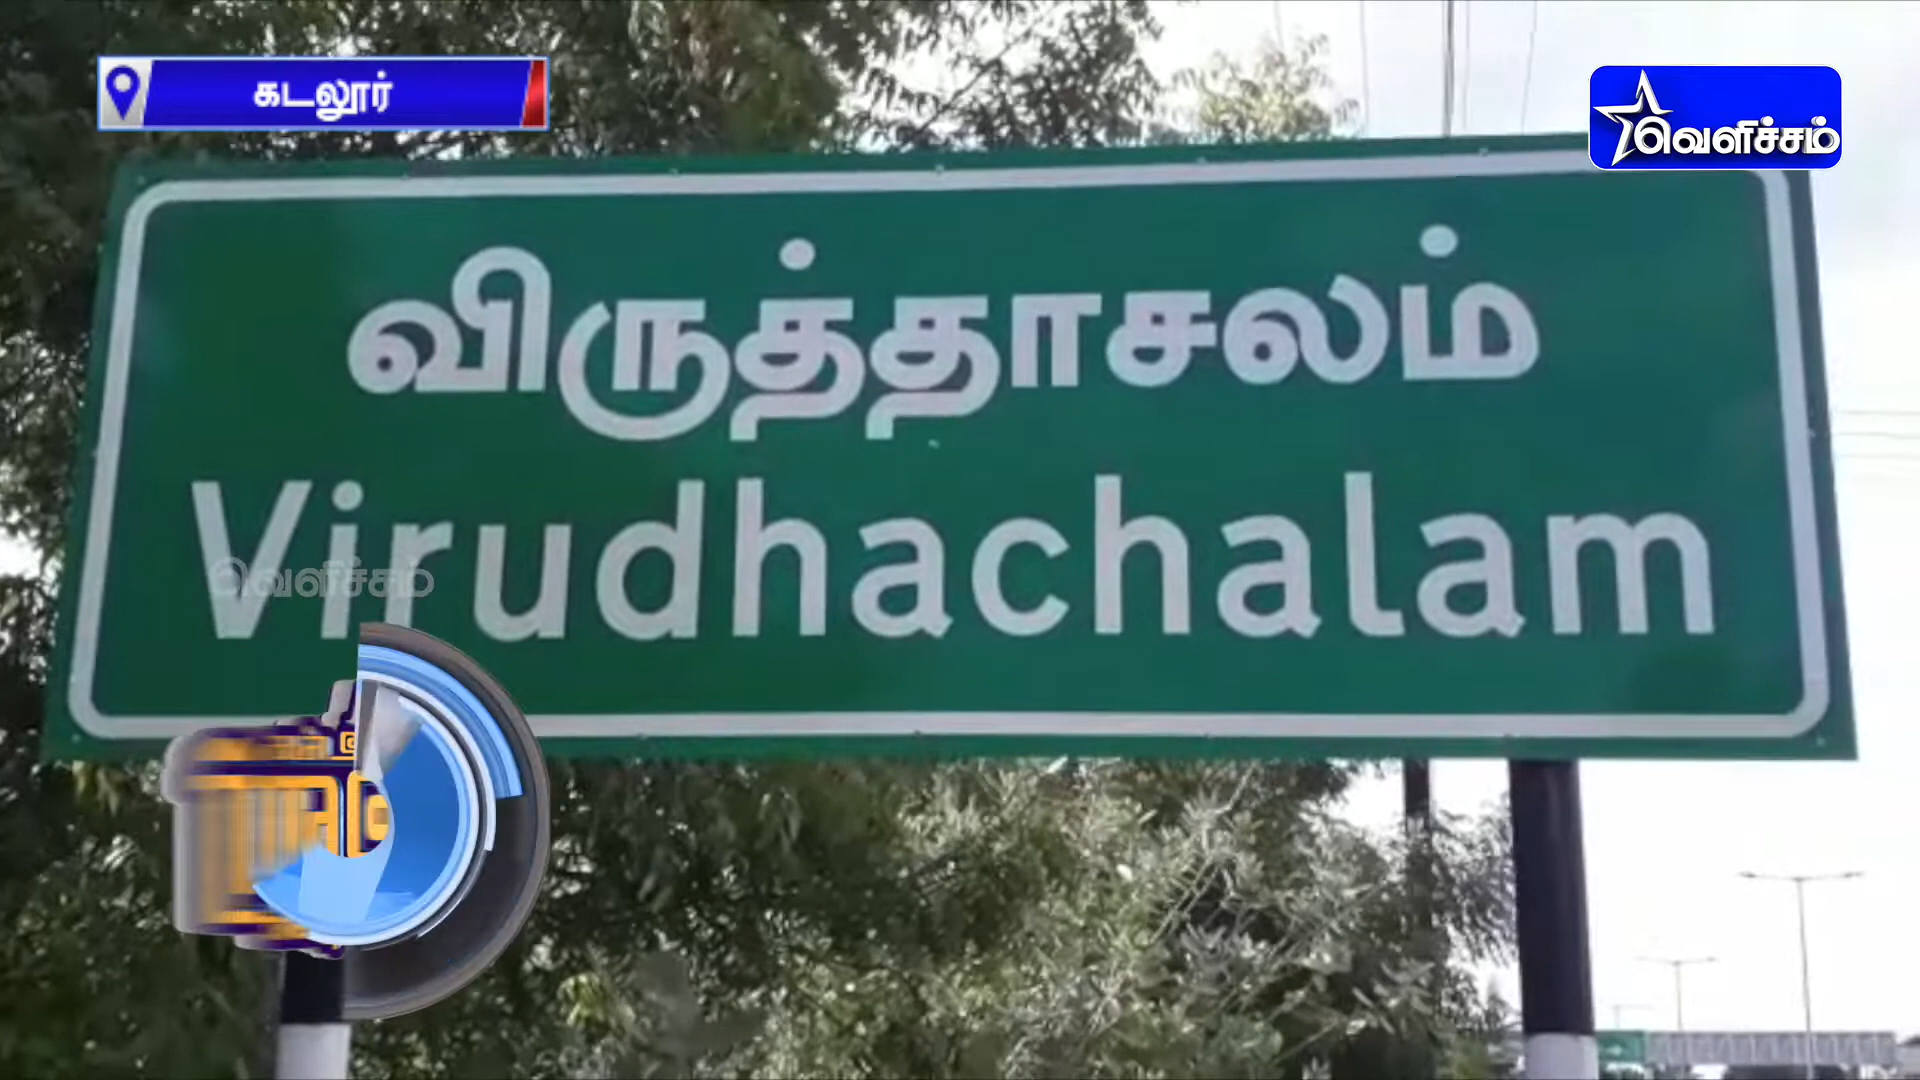 கடலூர்
வெளிச்சம்
விருத்தாசலம்
Virudhachalam
வெளிச்சம்